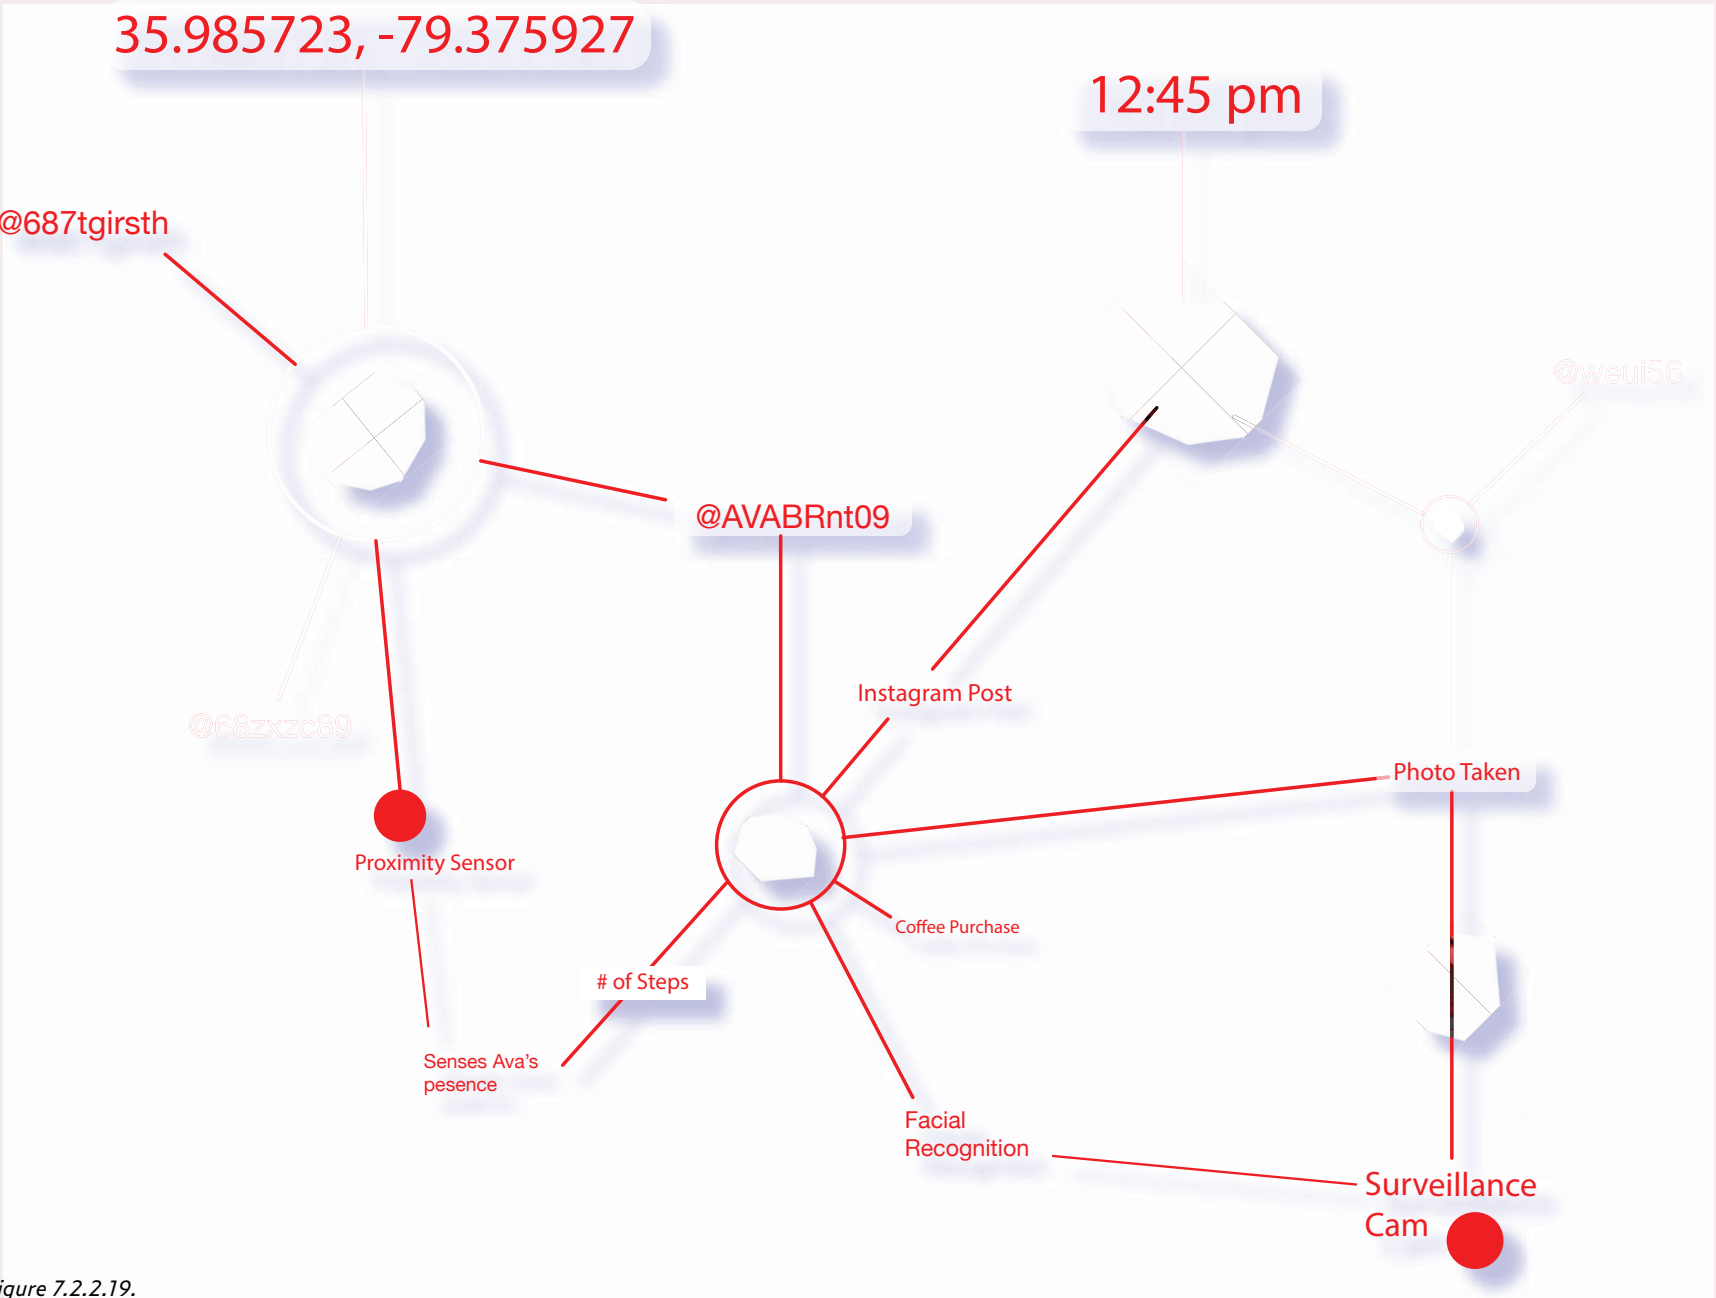 35.985723, -79.375927
12:45 pm
@687tgirsth
@weui56
@AVABRnt09
Instagram Post
@68zxzc89
Photo Taken
Proximity Sensor
Coffee Purchase
# of Steps
Senses Ava's
pesence
Facial
Recognition
Surveillance
Cam
igure 7.2.2.19.